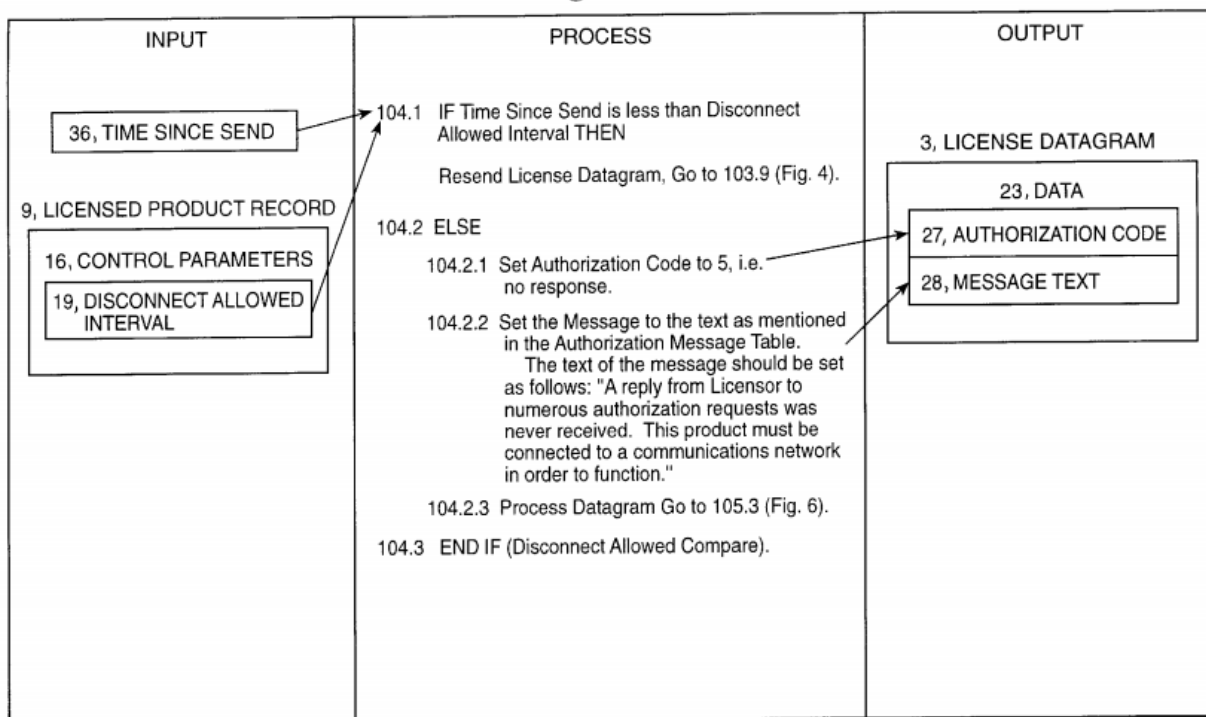 INPUT
PROCESS
OUTPUT
36, TIME SINCE SEND
9, LICENSED PRODUCT RECORD
16, CONTROL PARAMETERS
19, DISCONNECT ALLOWED
INTERVAL
104.1 IF Time Since Send is less than Disconnect
Allowed Interval THEN
Resend License Datagram, Go to 103.9 (Fig. 4).
104.2 ELSE
104.2.1 Set Authorization Code to 5, i.e.
no response.
104.2.2 Set the Message to the text as mentioned
in the Authorization Message Table.
The text of the message should be set
as follows: "A reply from Licensor to
numerous authorization requests was
never received. This product must be
connected to a communications network
in order to function."
104.2.3 Process Datagram Go to 105.3 (Fig. 6).
104.3 END IF (Disconnect Allowed Compare).
3, LICENSE DATAGRAM
23, DATA
27, AUTHORIZATION CODE
28, MESSAGE TEXT